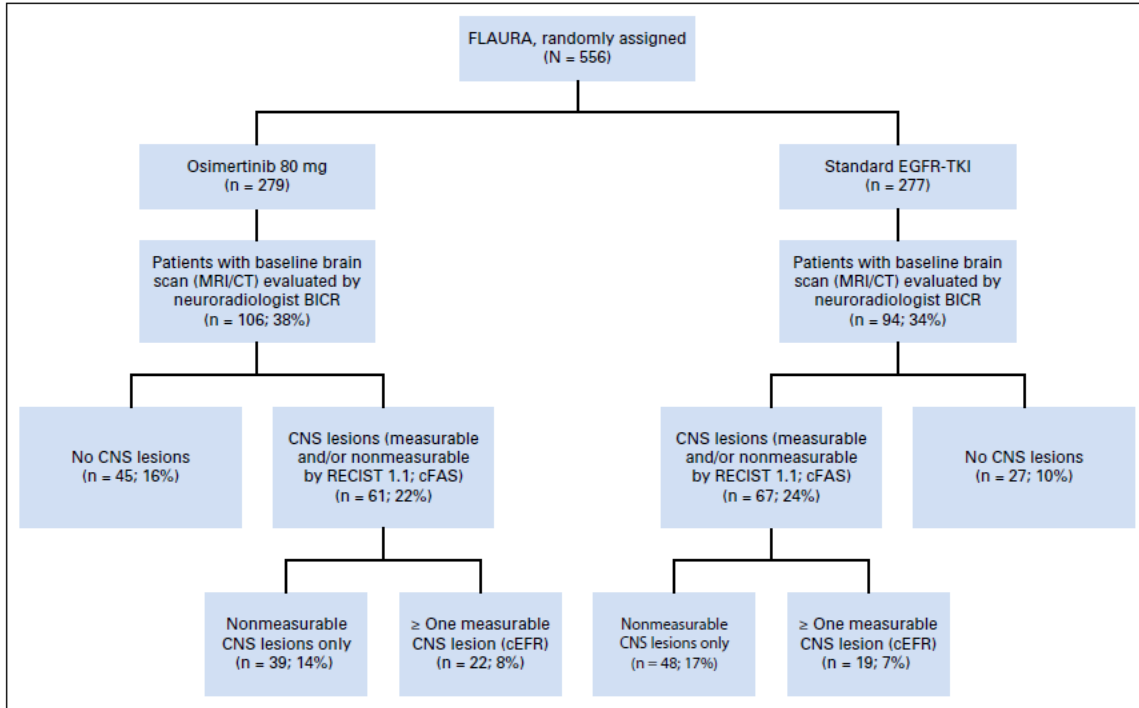 FLAURA, randomly assigned
(N = 556)
Osimertinib 80 mg
(n = 279)
Standard EGFR-TKI
(n = 277)
Patients with baseline brain
scan (MRI/CT) evaluated by
neuroradiologist BICR
(n = 106; 38%)
Patients with baseline brain
scan (MRI/CT) evaluated by
neuroradiologist BICR
(n = 94; 34%)
No CNS lesions
(n = 45; 16%)
CNS lesions (measurable
and/or nonmeasurable
by RECIST 1.1; cFAS)
(n = 61; 22%)
CNS lesions (measurable
and/or nonmeasurable
by RECIST 1.1; cFAS)
(n = 67; 24%)
No CNS lesions
(n = 27; 10%)
Nonmeasurable
CNS lesions only
(n = 39; 14%)
≥ One measurable
CNS lesion (cEFR)
(n = 22; 8%)
Nonmeasurable
CNS lesions only
(n = 48; 17%)
≥ One measurable
CNS lesion (cEFR)
(n = 19; 7%)